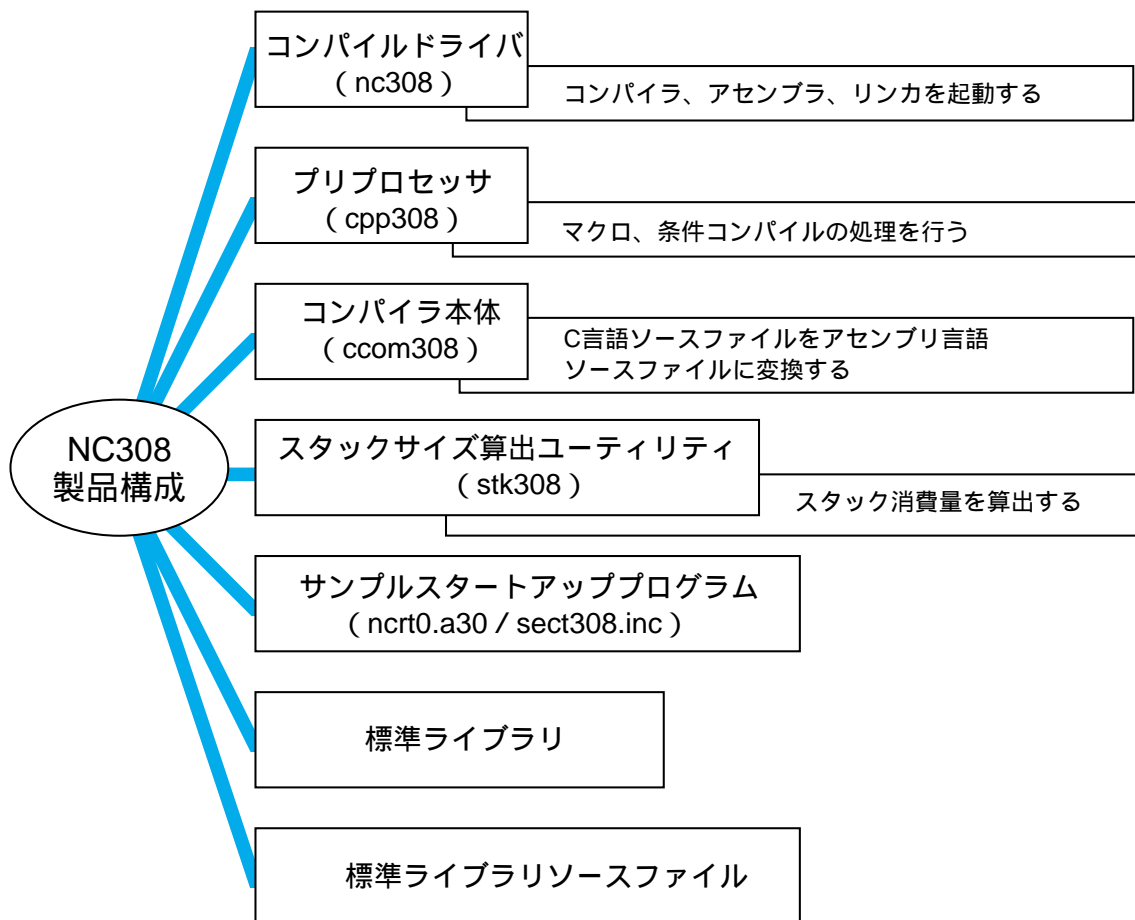 コンパイルドライバ
( nc308 )
コンパイラ、アセンブラ、リンカを起動する
プリプロセッサ
( cpp308 )
マクロ、条件コンパイルの処理を行う
コンパイラ本体
( ccom308 )
C言語ソースファイルをアセンブリ言語
ソースファイルに変換する
NC308
製品構成
スタックサイズ算出ユーティリティ
( stk308 )
スタック消費量を算出する
サンプルスタートアッププログラム
( ncrt0.a30 / sect308.inc )
標準ライブラリ
標準ライブラリソースファイル